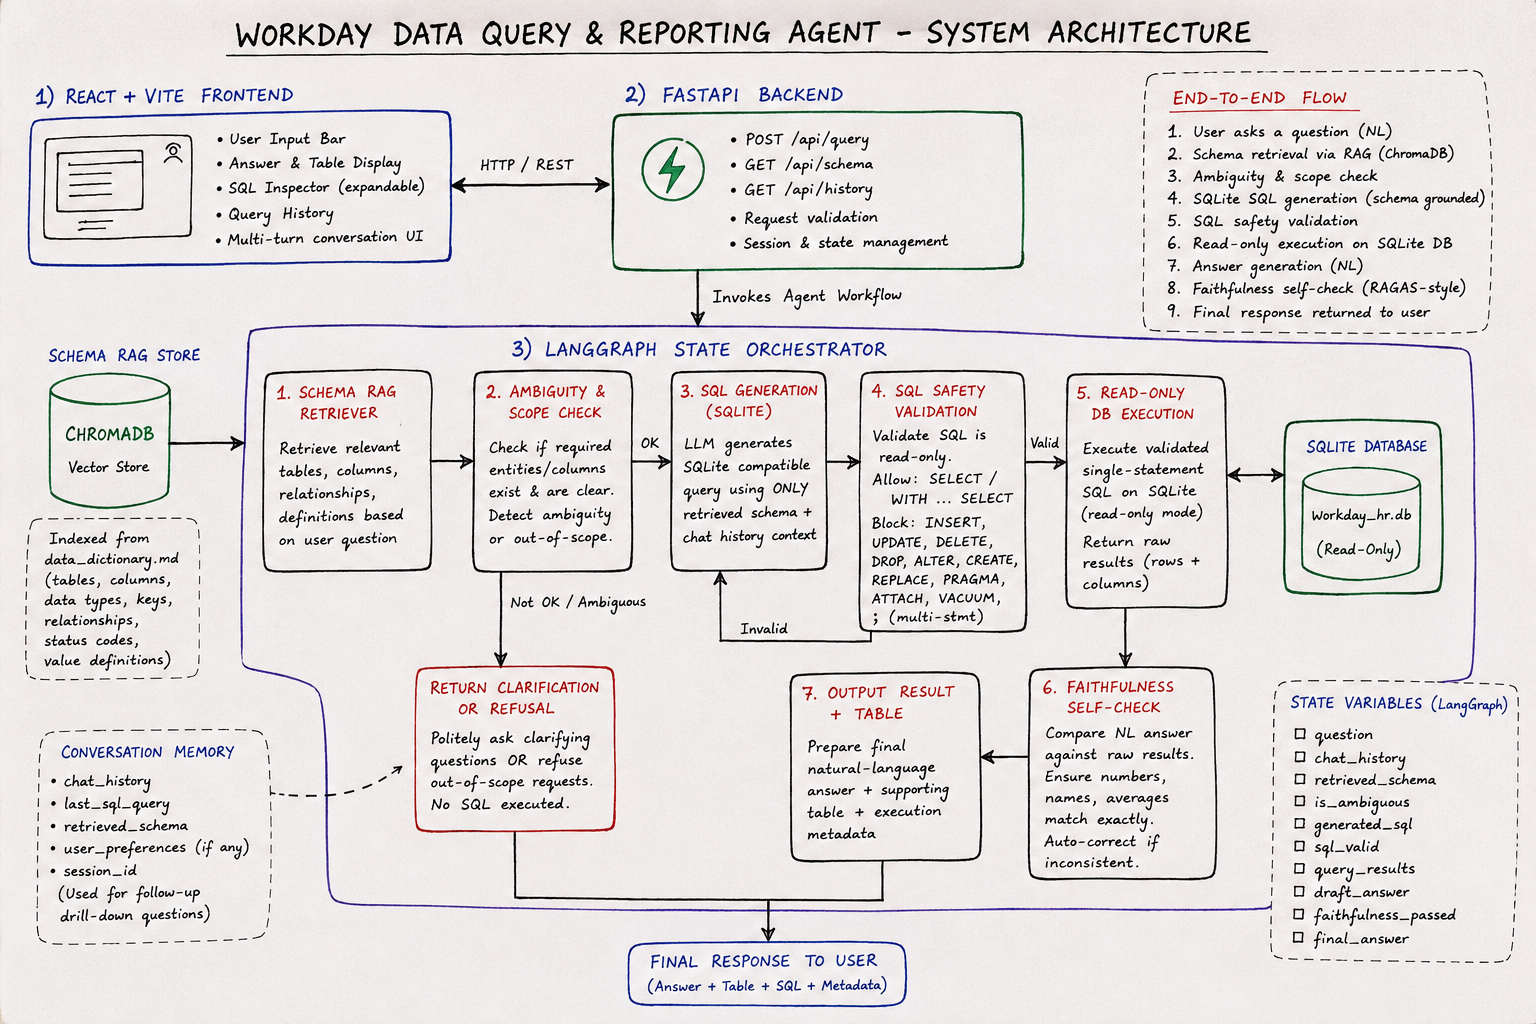 WORKDAY DATA QUERY & REPORTING AGENT - SYSTEM ARCHITECTURE
1) REACT + VITE FRONTEND
• User Input Bar
• Answer & Table Display
• SQL Inspector (expandable)
• Query History
• Multi-turn conversation UI
HTTP / REST
2) FASTAPI BACKEND
• POST /api/query
• GET /api/schema
• GET /api/history
• Request validation
• Session & state management
Invokes Agent Workflow
END-TO-END FLOW
1. User asks a question (NL)
2. Schema retrieval via RAG (ChromaDB)
3. Ambiguity & scope check
4. SQLite SQL generation (schema grounded)
5. SQL safety validation
6. Read-only execution on SQLite DB
7. Answer generation (NL)
8. Faithfulness self-check (RAGAS-style)
9. Final response returned to user
SCHEMA RAG STORE
CHROMADB
Vector Store
Indexed from
data_dictionary.md
(tables, columns,
data types, keys,
relationships,
status codes,
value definitions)
3) LANGGRAPH STATE ORCHESTRATOR
1. SCHEMA RAG
RETRIEVER
Retrieve relevant
tables, columns,
relationships,
definitions based
on user question
2. AMBIGUITY &
SCOPE CHECK
Check if required
entities/columns
exist & are clear.
Detect ambiguity
or out-of-scope.
OK
Not OK / Ambiguous
3. SQL GENERATION
(SQLITE)
LLM generates
SQLite compatible
query using ONLY
retrieved schema +
chat history context
Invalid
4. SQL SAFETY
VALIDATION
Validate SQL is
read-only.
Allow: SELECT /
WITH ... SELECT
Block: INSERT,
UPDATE, DELETE,
DROP, ALTER, CREATE,
REPLACE, PRAGMA,
ATTACH, VACUUM,
; (multi-stmt)
Valid
5. READ-ONLY
DB EXECUTION
Execute validated
single-statement
SQL on SQLite
(read-only mode)
Return raw
results (rows +
columns)
SQLITE DATABASE
Workday_hr.db
(Read-Only)
RETURN CLARIFICATION
OR REFUSAL
Politely ask clarifying
questions OR refuse
out-of-scope requests.
No SQL executed.
7. OUTPUT RESULT
+ TABLE
Prepare final
natural-language
answer + supporting
table + execution
metadata
6. FAITHFULNESS
SELF-CHECK
Compare NL answer
against raw results.
Ensure numbers,
names, averages
match exactly.
Auto-correct if
inconsistent.
CONVERSATION MEMORY
• chat_history
• last_sql_query
• retrieved_schema
• user_preferences (if any)
• session_id
(Used for follow-up
drill-down questions)
STATE VARIABLES (LangGraph)
☐ question
☐ chat_history
☐ retrieved_schema
☐ is_ambiguous
☐ generated_sql
☐ sql_valid
☐ query_results
☐ draft_answer
☐ faithfulness_passed
☐ final_answer
FINAL RESPONSE TO USER
(Answer + Table + SQL + Metadata)